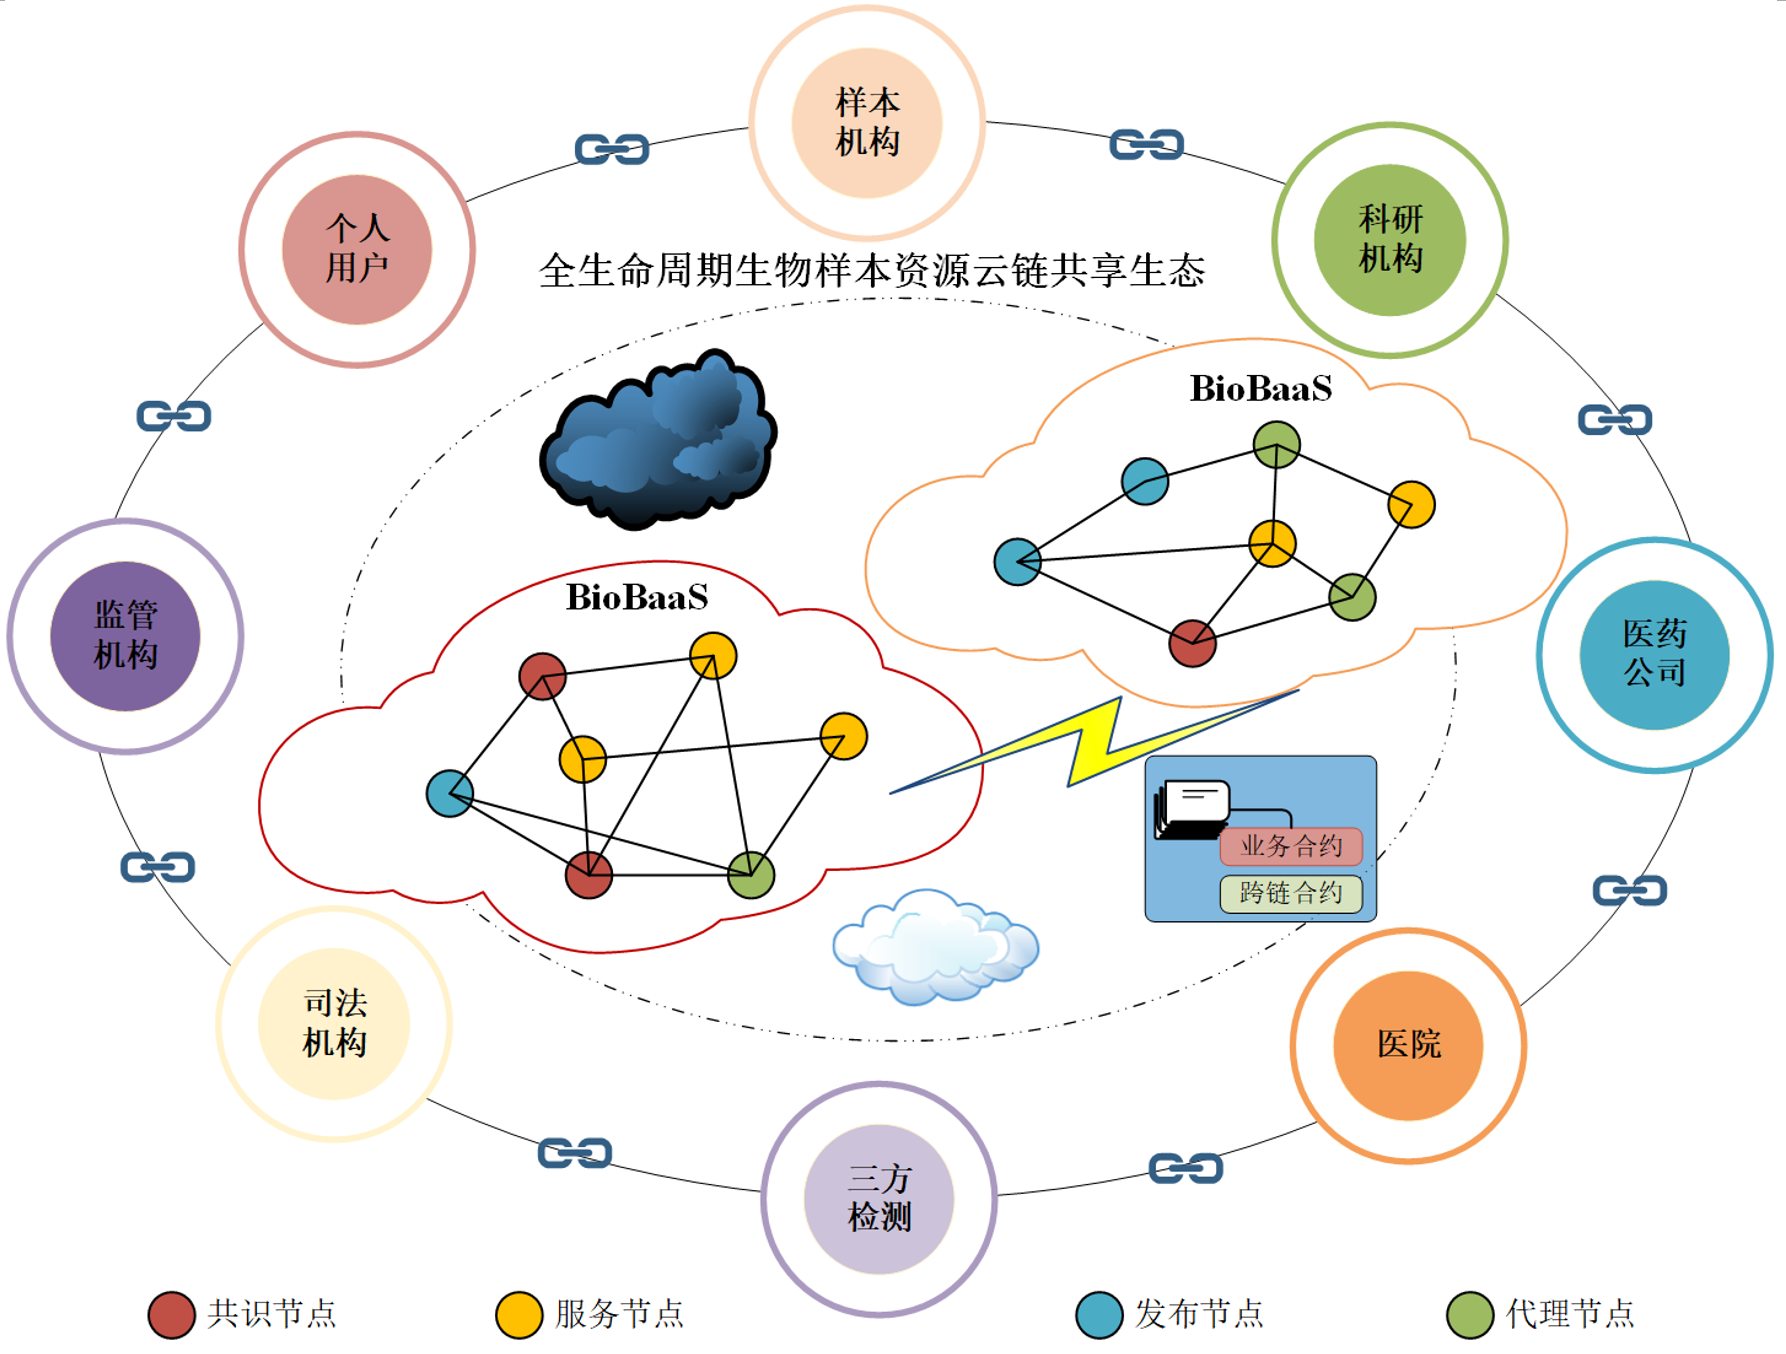 样本
机构
个人
用户
科研
机构
全生命周期生物样本资源云链共享生态
BioBaaS
BioBaaS
监管
机构
医药
公司
业务合约
跨链合约
司法
机构
医院
三方
检测
共识节点
服务节点
发布节点
代理节点